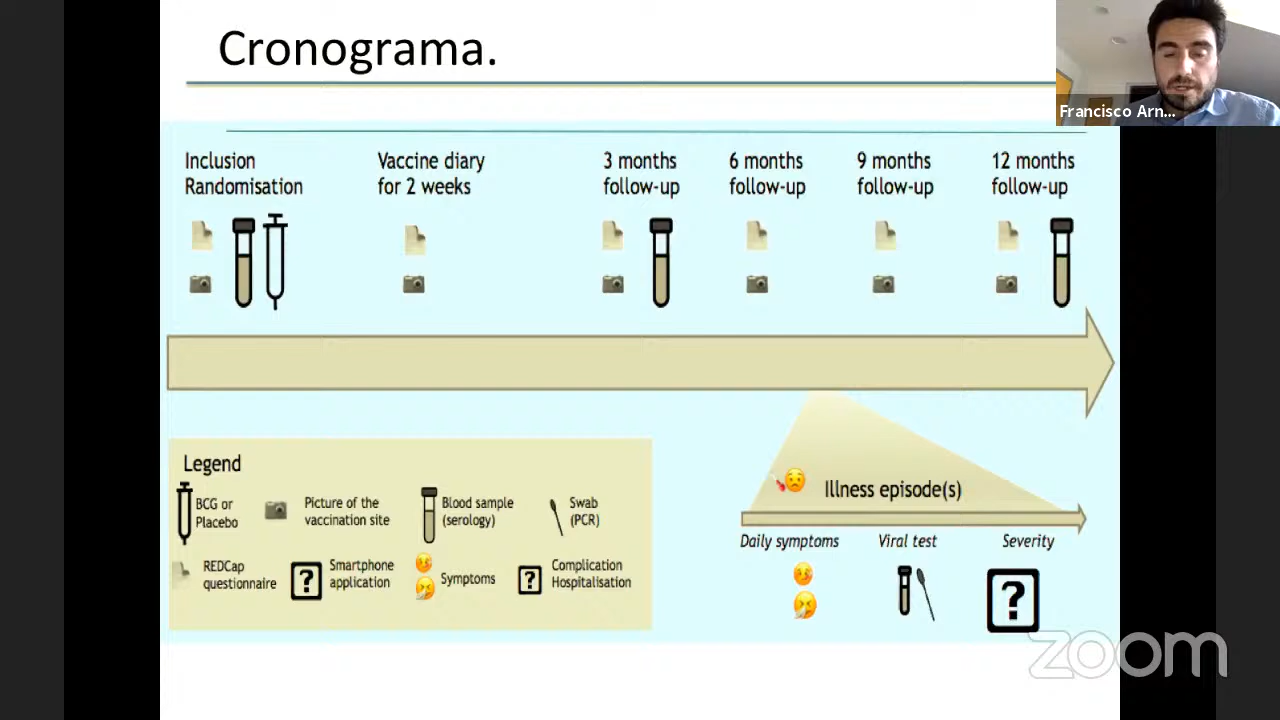 Cronograma.
Francisco Arn...
Inclusion
Randomisation
Vaccine diary
for 2 weeks
3 months
follow-up
6 months
follow-up
9 months
follow-up
12 months
follow-up
Legend
BCG or
Placebo
Picture of the
vaccination site
Blood sample
(serology)
Swab
(PCR)
REDCap
questionnaire
?
Smartphone
application
Symptoms
?
Complication
Hospitalisation
Illness episode(s)
Daily symptoms
Viral test
Severity
?
zoom